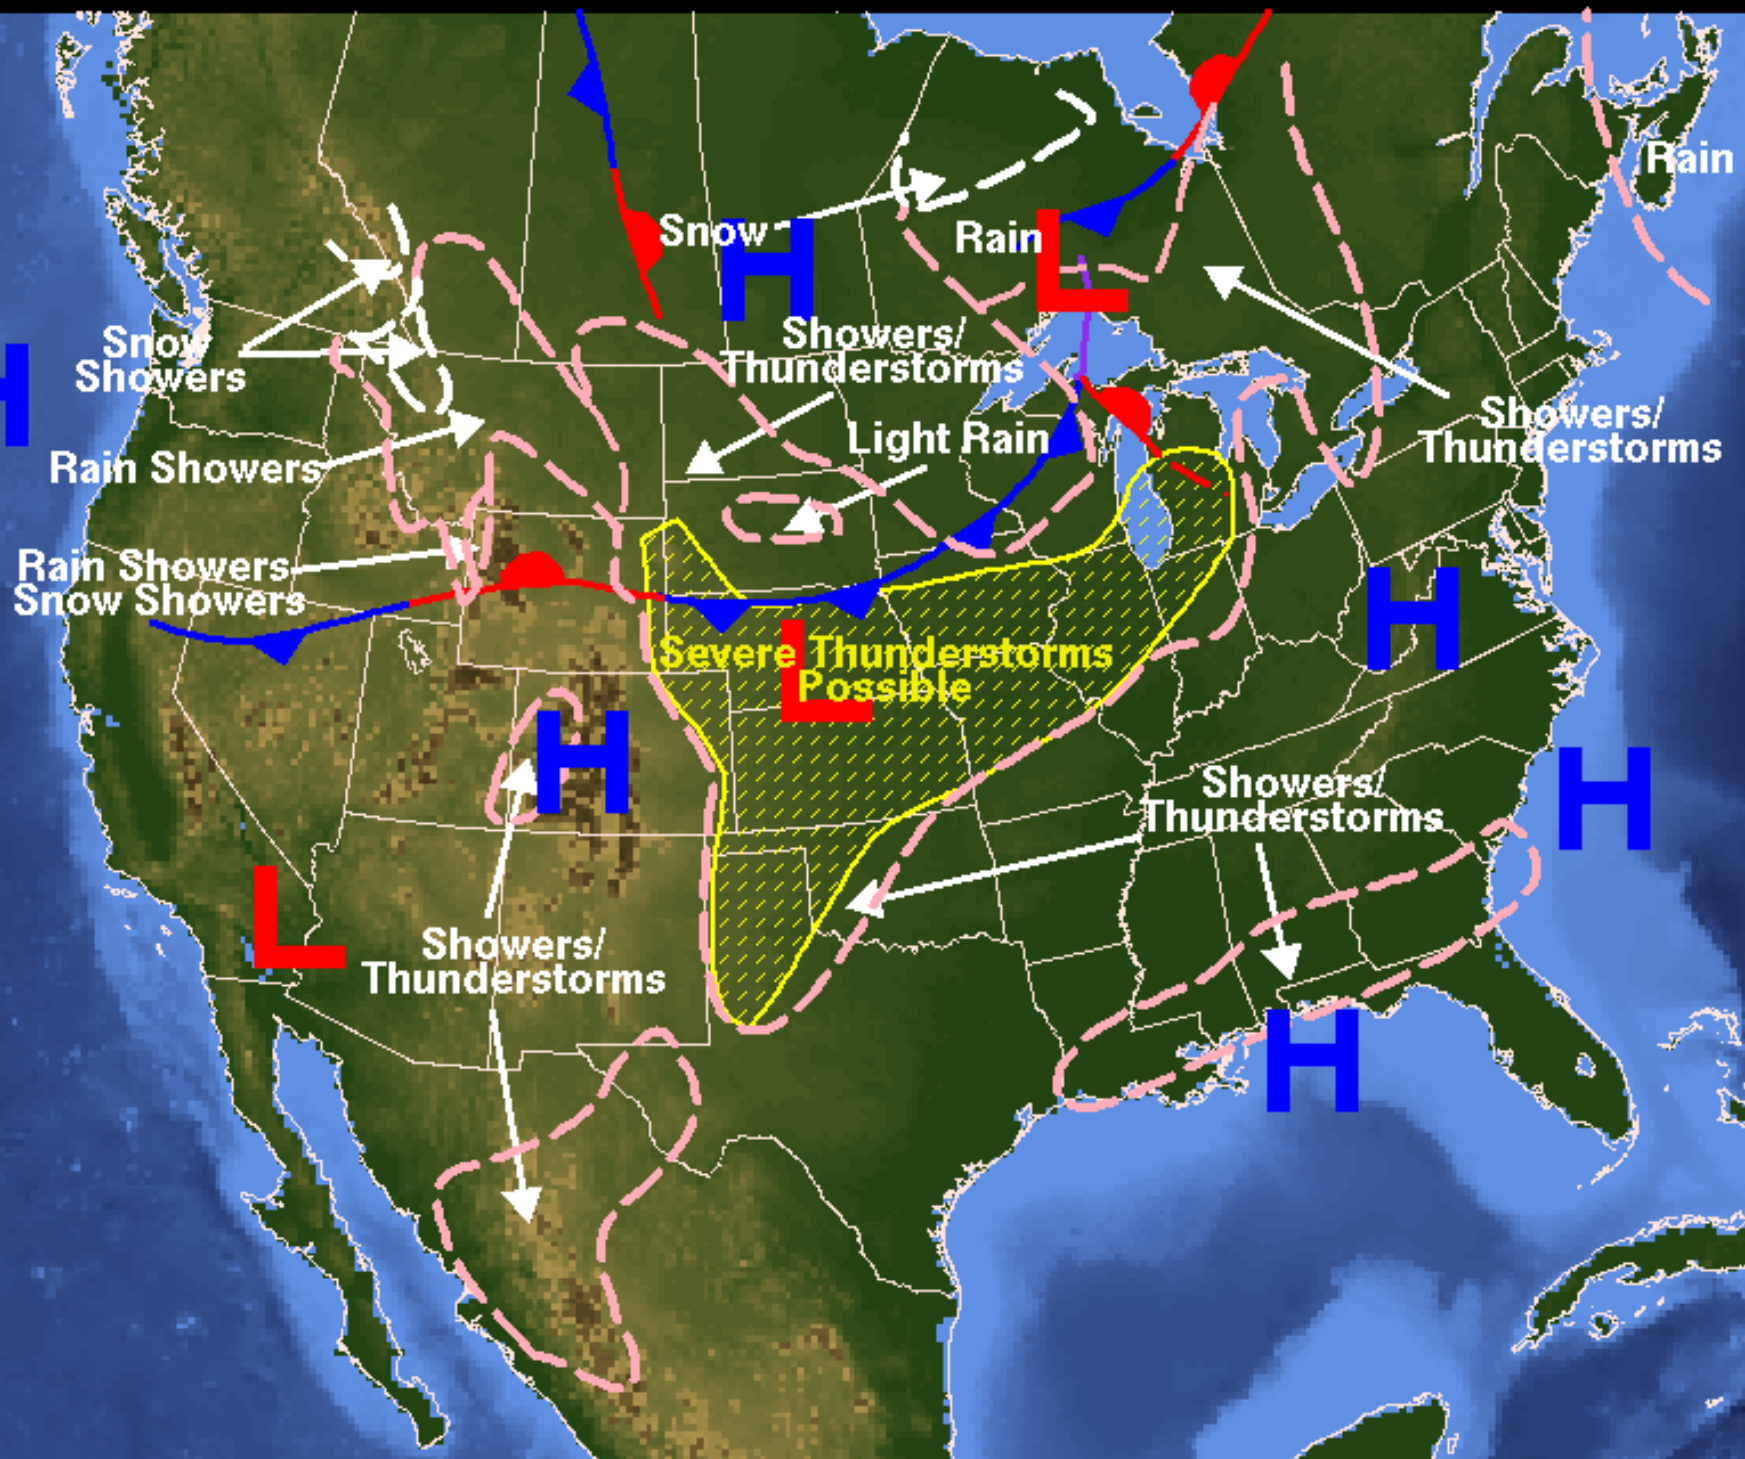 Rain
Snow
H
Rain
L
H
Snow
Showers
Showers/
Thunderstorms
Showers/
Thunderstorms
Light Rain
Rain Showers
Rain Showers
Snow Showers
H
Severe Thunderstorms
Possible
L
H
Showers/
Thunderstorms
H
L
Showers/
Thunderstorms
H